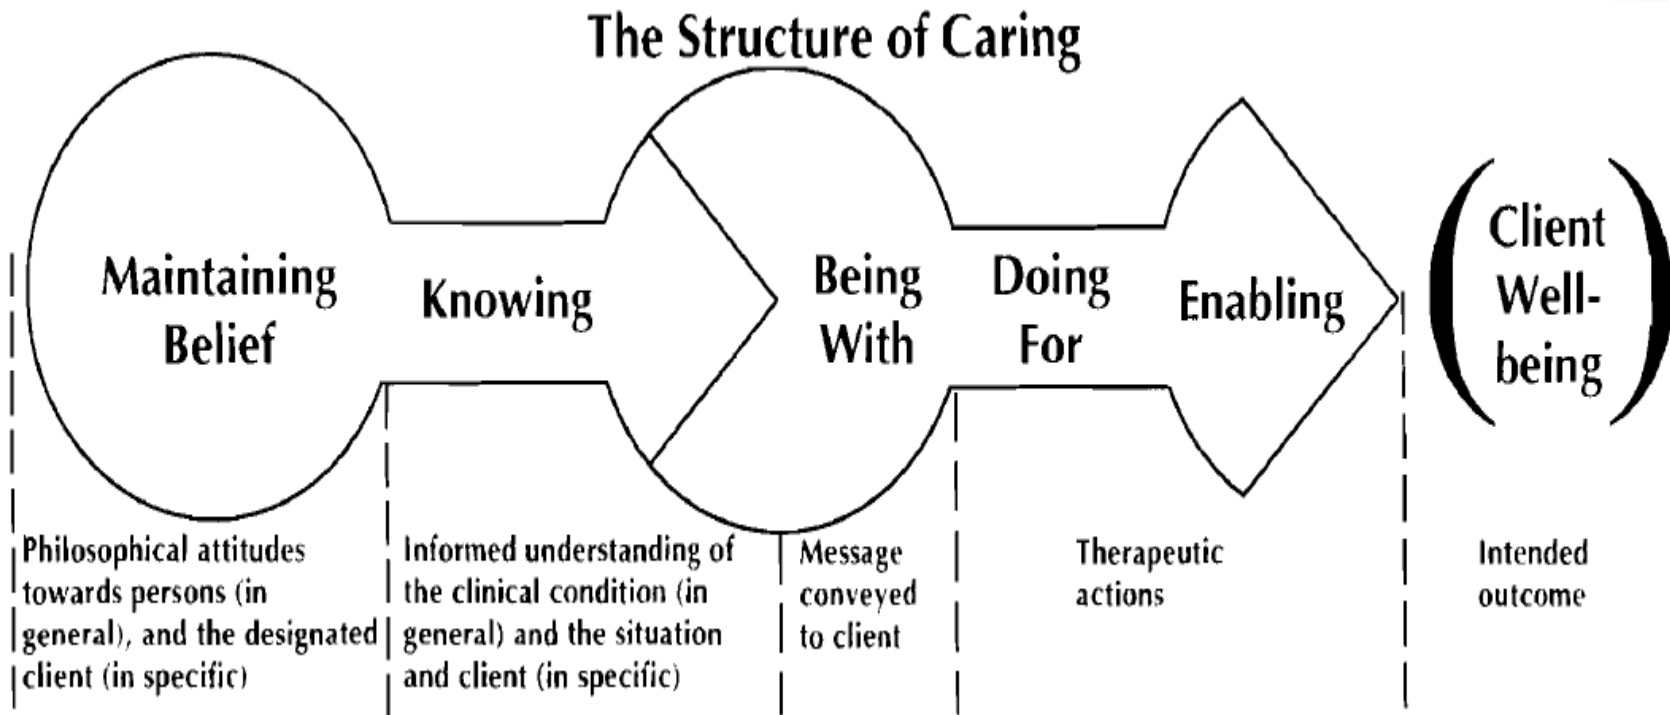 The Structure of Caring
Maintaining
Belief
Knowing
Being
With
Doing
For
Enabling
Client
Well-
being
Philosophical attitudes
towards persons (in
general), and the designated
client (in specific)
Informed understanding of
the clinical condition (in
general) and the situation
and client (in specific)
Message
conveyed
to client
Therapeutic
actions
Intended
outcome